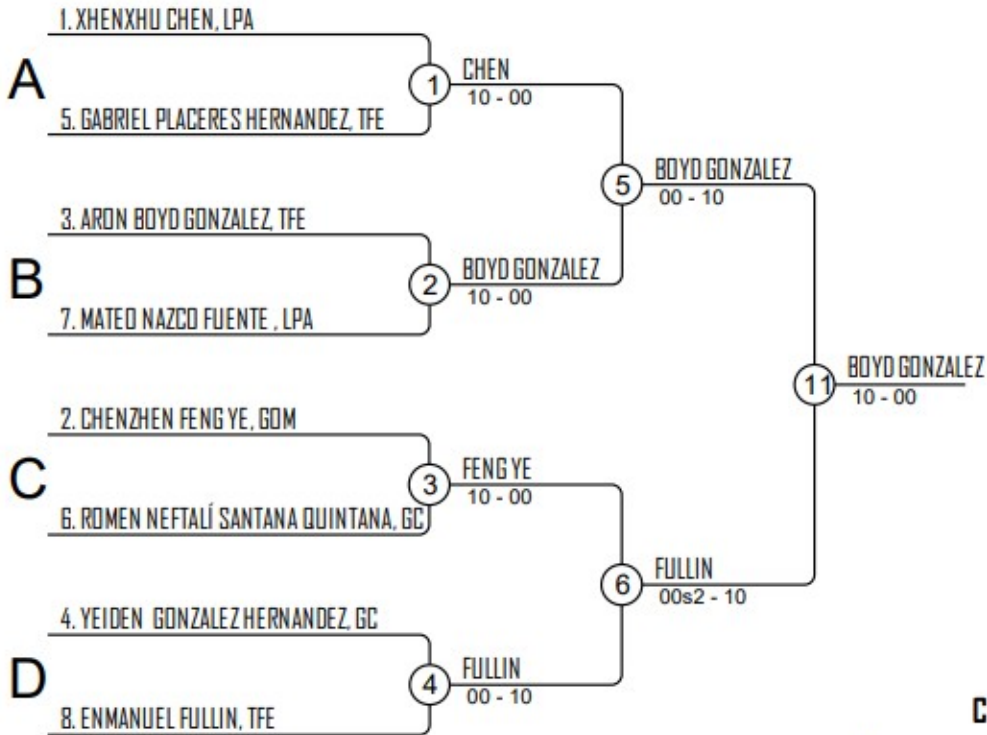 1. XHENXHU CHEN, LPA
A
1
CHEN
10 - 00
5. GABRIEL PLACERES HERNANDEZ, TFE
5
BOYD GONZALEZ
00 - 10
3. ARON BOYD GONZALEZ, TFE
B
2
BOYD GONZALEZ
10 - 00
7. MATEO NAZCO FUENTE , LPA
11
BOYD GONZALEZ
10 - 00
2. CHENZHEN FENG YE, GOM
C
3
FENG YE
10 - 00
6. ROMEN NEFTALÍ SANTANA QUINTANA, GC
6
FULLIN
00s2 - 10
4. YEIDEN GONZALEZ HERNANDEZ, GC
D
4
FULLIN
00 - 10
8. ENMANUEL FULLIN, TFE
C